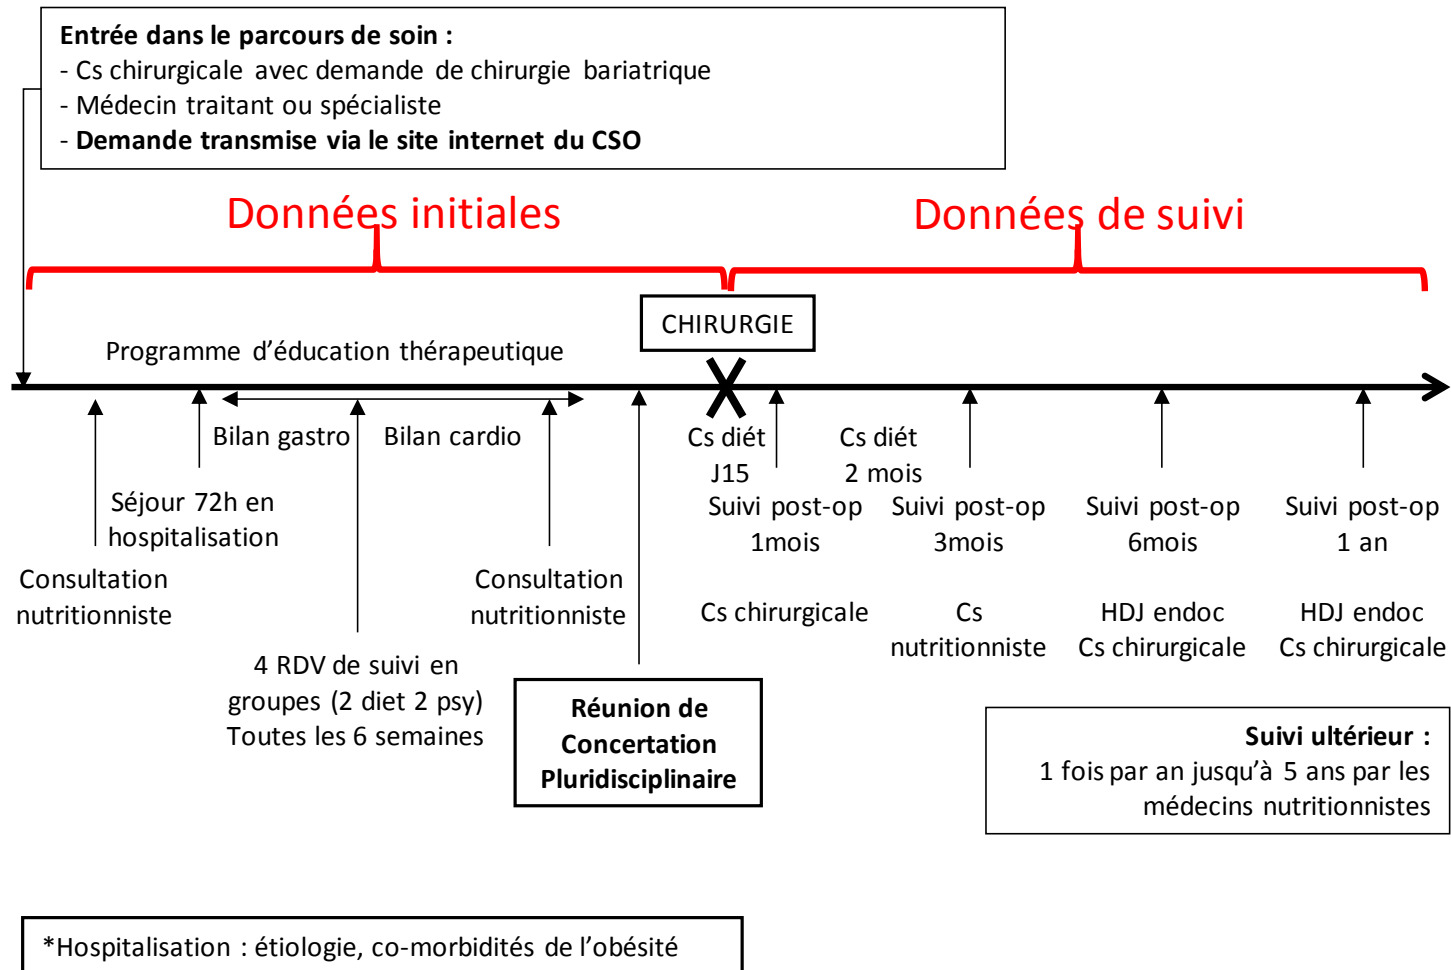 Entrée dans le parcours de soin :
- Cs chirurgicale avec demande de chirurgie bariatrique
- Médecin traitant ou spécialiste
- Demande transmise via le site internet du CSO
Données initiales
Données de suivi
CHIRURGIE
Programme d’éducation thérapeutique
Bilan gastro
Bilan cardio
Cs diét
J15
Cs diét
2 mois
Séjour 72h en
hospitalisation
Suivi post-op
1mois
Suivi post-op
3mois
Suivi post-op
6mois
Suivi post-op
1 an
Consultation
nutritionniste
Consultation
nutritionniste
Cs chirurgicale
Cs
nutritionniste
HDJ endoc
Cs chirurgicale
HDJ endoc
Cs chirurgicale
4 RDV de suivi en
groupes (2 diet 2 psy)
Toutes les 6 semaines
Réunion de
Concertation
Pluridisciplinaire
Suivi ultérieur :
1 fois par an jusqu’à 5 ans par les
médecins nutritionnistes
*Hospitalisation : étiologie, co-morbidités de l’obésité